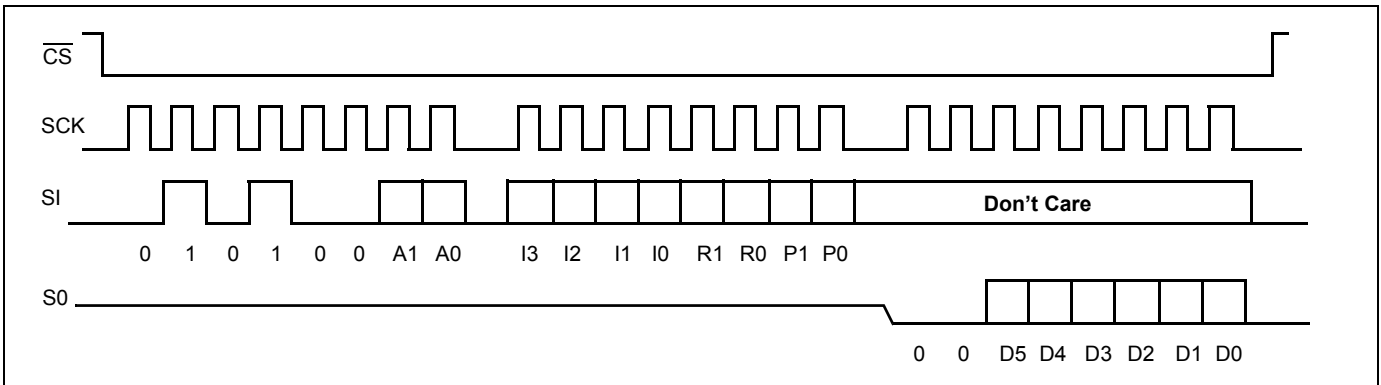 CS
SCK
SI
Don't Care
0 1 0 1 0 0 A1 A0 I3 I2 I1 I0 R1 R0 P1 P0
S0
0 0 D5 D4 D3 D2 D1 D0